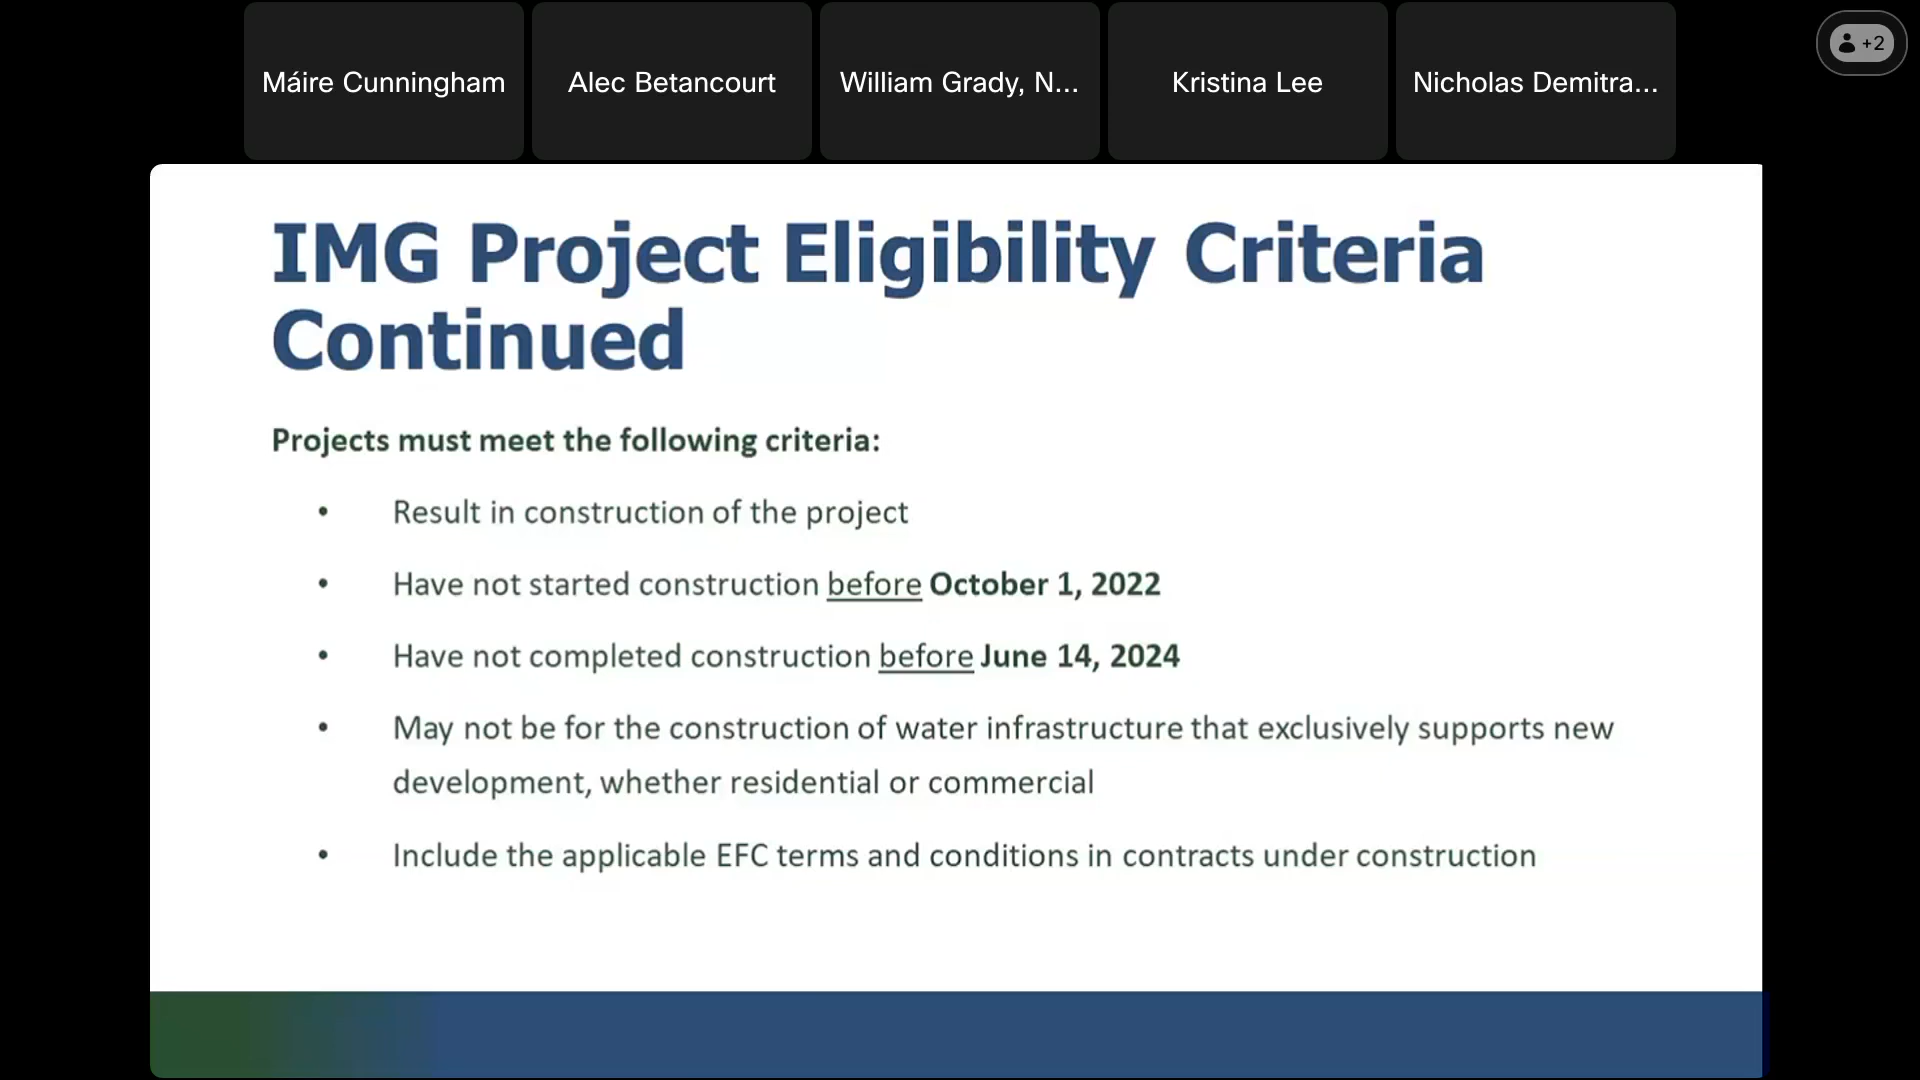 Máire Cunningham
Alec Betancourt
William Grady, N...
Kristina Lee
Nicholas Demitra...
+2
IMG Project Eligibility Criteria
Continued
Projects must meet the following criteria:
• Result in construction of the project
• Have not started construction before October 1, 2022
• Have not completed construction before June 14, 2024
• May not be for the construction of water infrastructure that exclusively supports new
development, whether residential or commercial
• Include the applicable EFC terms and conditions in contracts under construction